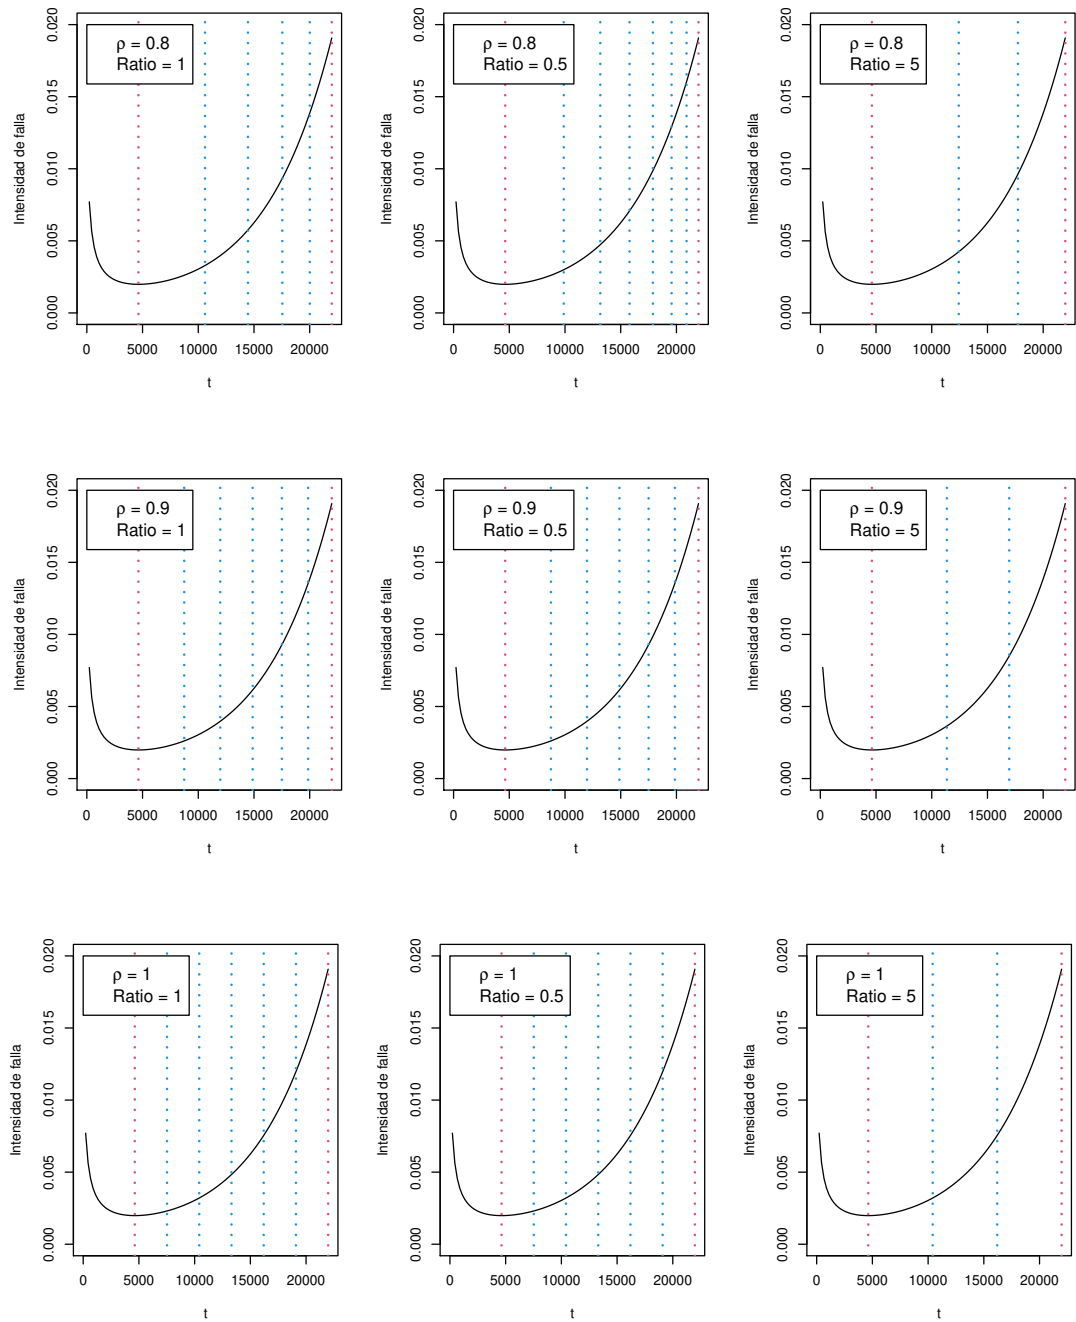 ρ = 0.8
Ratio = 1
Intensidad de falla
0.000 0.005 0.010 0.015 0.020
0 5000 10000 15000 20000
t
ρ = 0.8
Ratio = 0.5
Intensidad de falla
0.000 0.005 0.010 0.015 0.020
0 5000 10000 15000 20000
t
ρ = 0.8
Ratio = 5
Intensidad de falla
0.000 0.005 0.010 0.015 0.020
0 5000 10000 15000 20000
t
ρ = 0.9
Ratio = 1
Intensidad de falla
0.000 0.005 0.010 0.015 0.020
0 5000 10000 15000 20000
t
ρ = 0.9
Ratio = 0.5
Intensidad de falla
0.000 0.005 0.010 0.015 0.020
0 5000 10000 15000 20000
t
ρ = 0.9
Ratio = 5
Intensidad de falla
0.000 0.005 0.010 0.015 0.020
0 5000 10000 15000 20000
t
ρ = 1
Ratio = 1
Intensidad de falla
0.000 0.005 0.010 0.015 0.020
0 5000 10000 15000 20000
t
ρ = 1
Ratio = 0.5
Intensidad de falla
0.000 0.005 0.010 0.015 0.020
0 5000 10000 15000 20000
t
ρ = 1
Ratio = 5
Intensidad de falla
0.000 0.005 0.010 0.015 0.020
0 5000 10000 15000 20000
t